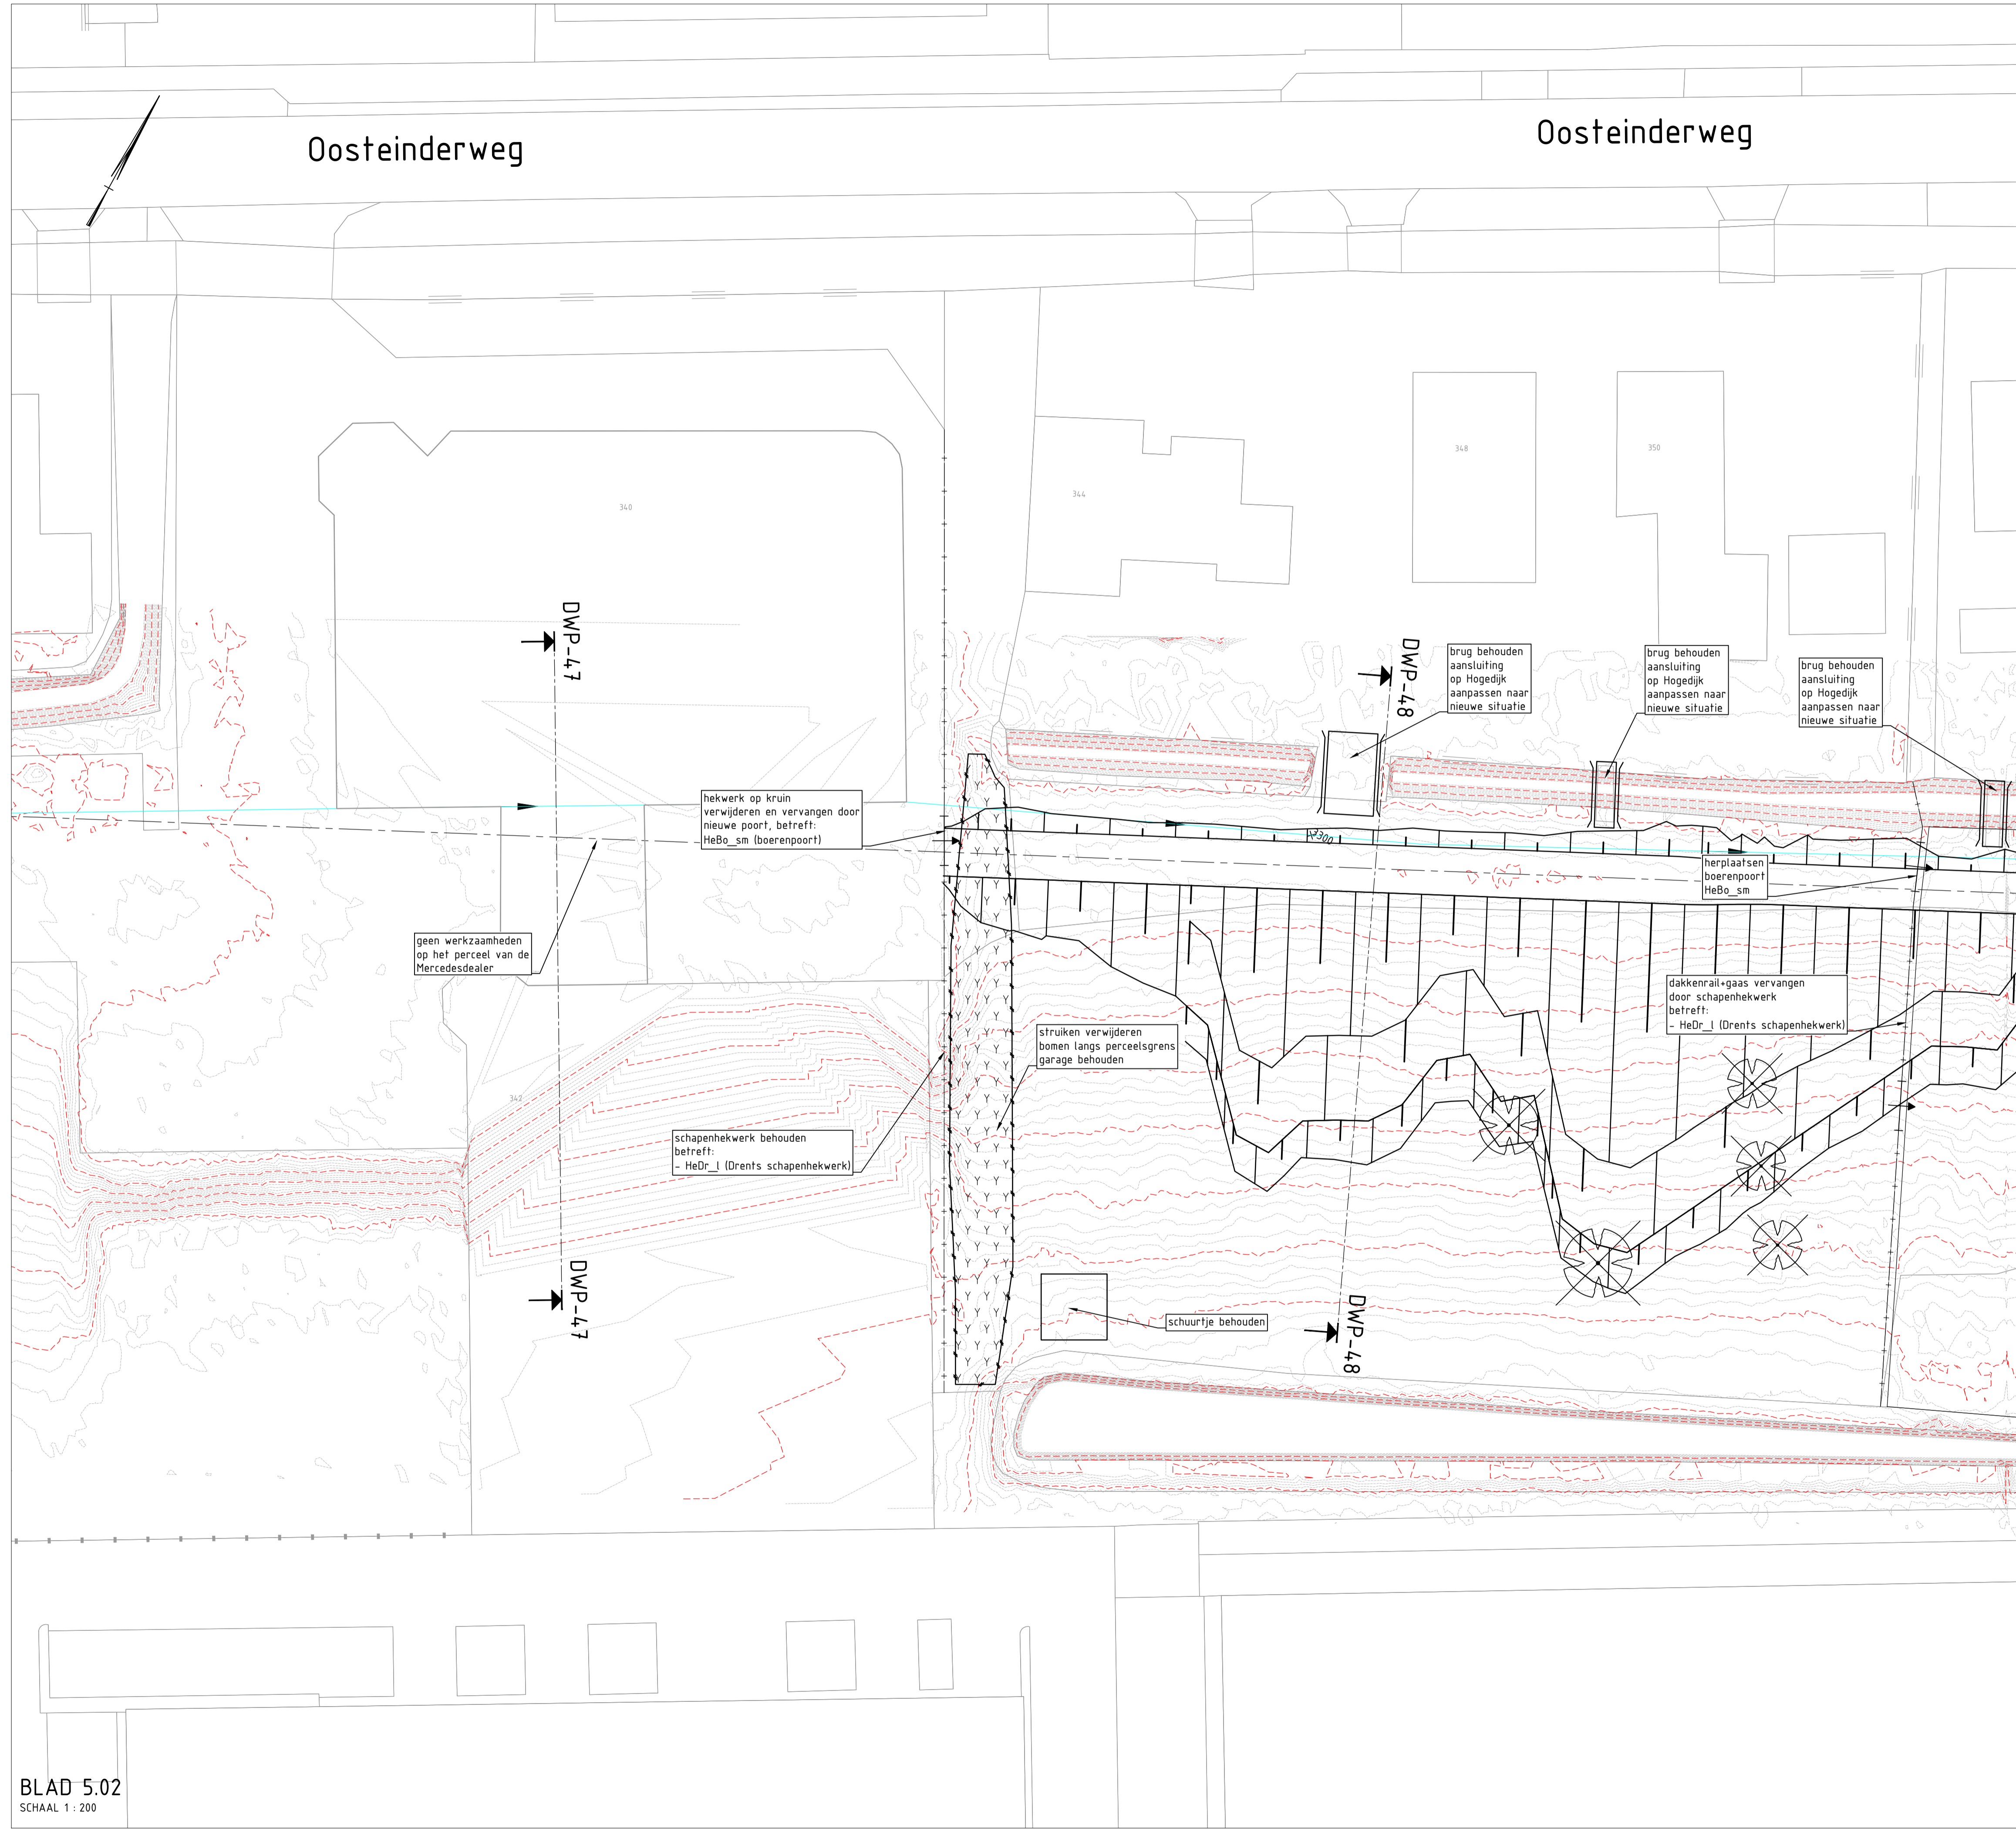 Oosteinderweg
Oosteinderweg
340
344
348
350
DWP-47
DWP-48
brug behouden
aansluiting
op Hogedijk
aanpassen naar
nieuwe situatie
brug behouden
aansluiting
op Hogedijk
aanpassen naar
nieuwe situatie
brug behouden
aansluiting
op Hogedijk
aanpassen naar
nieuwe situatie
hekwerk op kruin
verwijderen en vervangen door
nieuwe poort, betreft:
HeBo_sm (boerenpoort)
herplaatsen
boerenpoort
HeBo_sm
geen werkzaamheden
op het perceel van de
Mercedesdealer
dakkenrail+gaas vervangen
door schapenhekwerk
betreft:
- HeDr_l (Drents schapenhekwerk)
struiken verwijderen
bomen langs perceelsgrens
garage behouden
342
schapenhekwerk behouden
betreft:
- HeDr_l (Drents schapenhekwerk)
schuurtje behouden
DWP-47
DWP-48
BLAD 5.02
SCHAAL 1 : 200